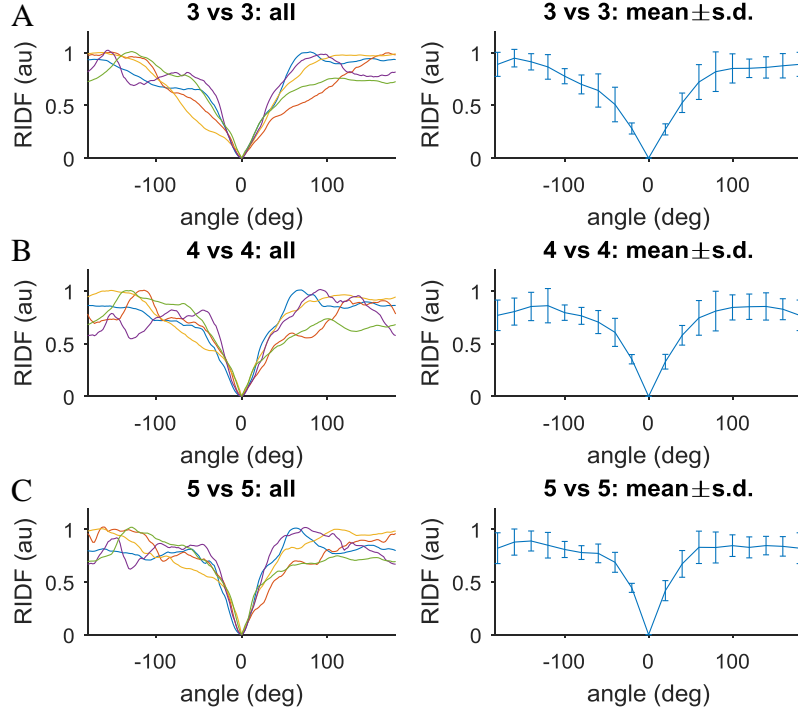 A
3 vs 3: all
3 vs 3: mean±s.d.
RIDF (au)
1
0.5
0
-100
0
100
angle (deg)
RIDF (au)
1
0.5
0
-100
0
100
angle (deg)
B
4 vs 4: all
4 vs 4: mean±s.d.
RIDF (au)
1
0.5
0
-100
0
100
angle (deg)
RIDF (au)
1
0.5
0
-100
0
100
angle (deg)
C
5 vs 5: all
5 vs 5: mean±s.d.
RIDF (au)
1
0.5
0
-100
0
100
angle (deg)
RIDF (au)
1
0.5
0
-100
0
100
angle (deg)